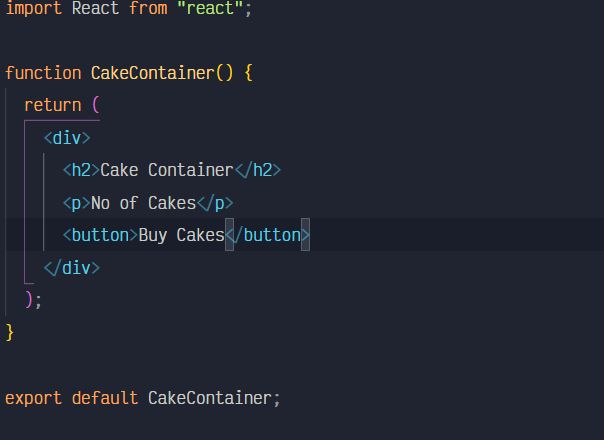 import React from "react";
function CakeContainer() {
return (
<div>
<h2>Cake Container</h2>
<p>No of Cakes</p>
<button>Buy Cakes</button>
</div>
);
}
export default CakeContainer;